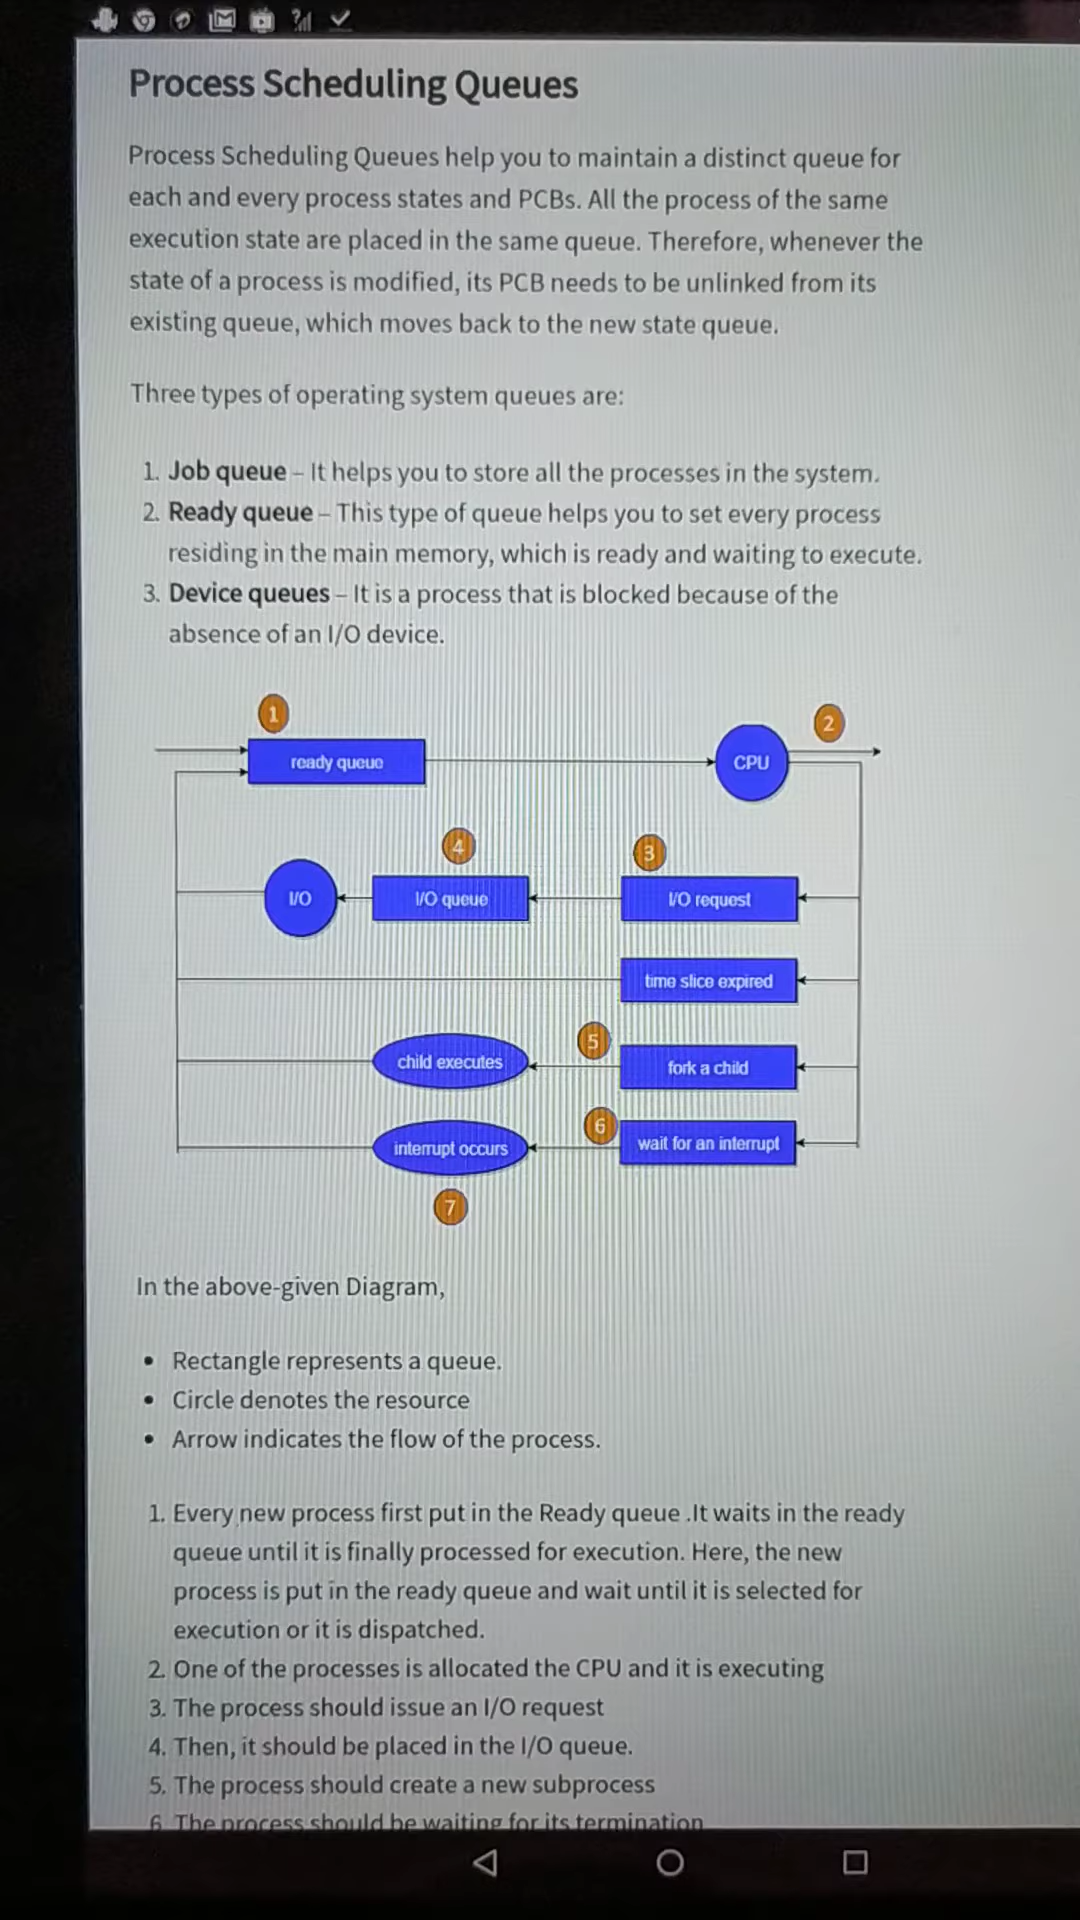 Process Scheduling Queues
Process Scheduling Queues help you to maintain a distinct queue for
each and every process states and PCBs. All the process of the same
execution state are placed in the same queue. Therefore, whenever the
state of a process is modified, its PCB needs to be unlinked from its
existing queue, which moves back to the new state queue.
Three types of operating system queues are:
1. Job queue – It helps you to store all the processes in the system.
2. Ready queue – This type of queue helps you to set every process
residing in the main memory, which is ready and waiting to execute.
3. Device queues – It is a process that is blocked because of the
absence of an I/O device.
1
2
ready queue
CPU
4
3
I/O
I/O queue
I/O request
time slice expired
5
child executes
fork a child
6
interrupt occurs
wait for an interrupt
7
In the above-given Diagram,
• Rectangle represents a queue.
• Circle denotes the resource
• Arrow indicates the flow of the process.
1. Every new process first put in the Ready queue .It waits in the ready
queue until it is finally processed for execution. Here, the new
process is put in the ready queue and wait until it is selected for
execution or it is dispatched.
2. One of the processes is allocated the CPU and it is executing
3. The process should issue an I/O request
4. Then, it should be placed in the I/O queue.
5. The process should create a new subprocess
6. The process should be waiting for its termination